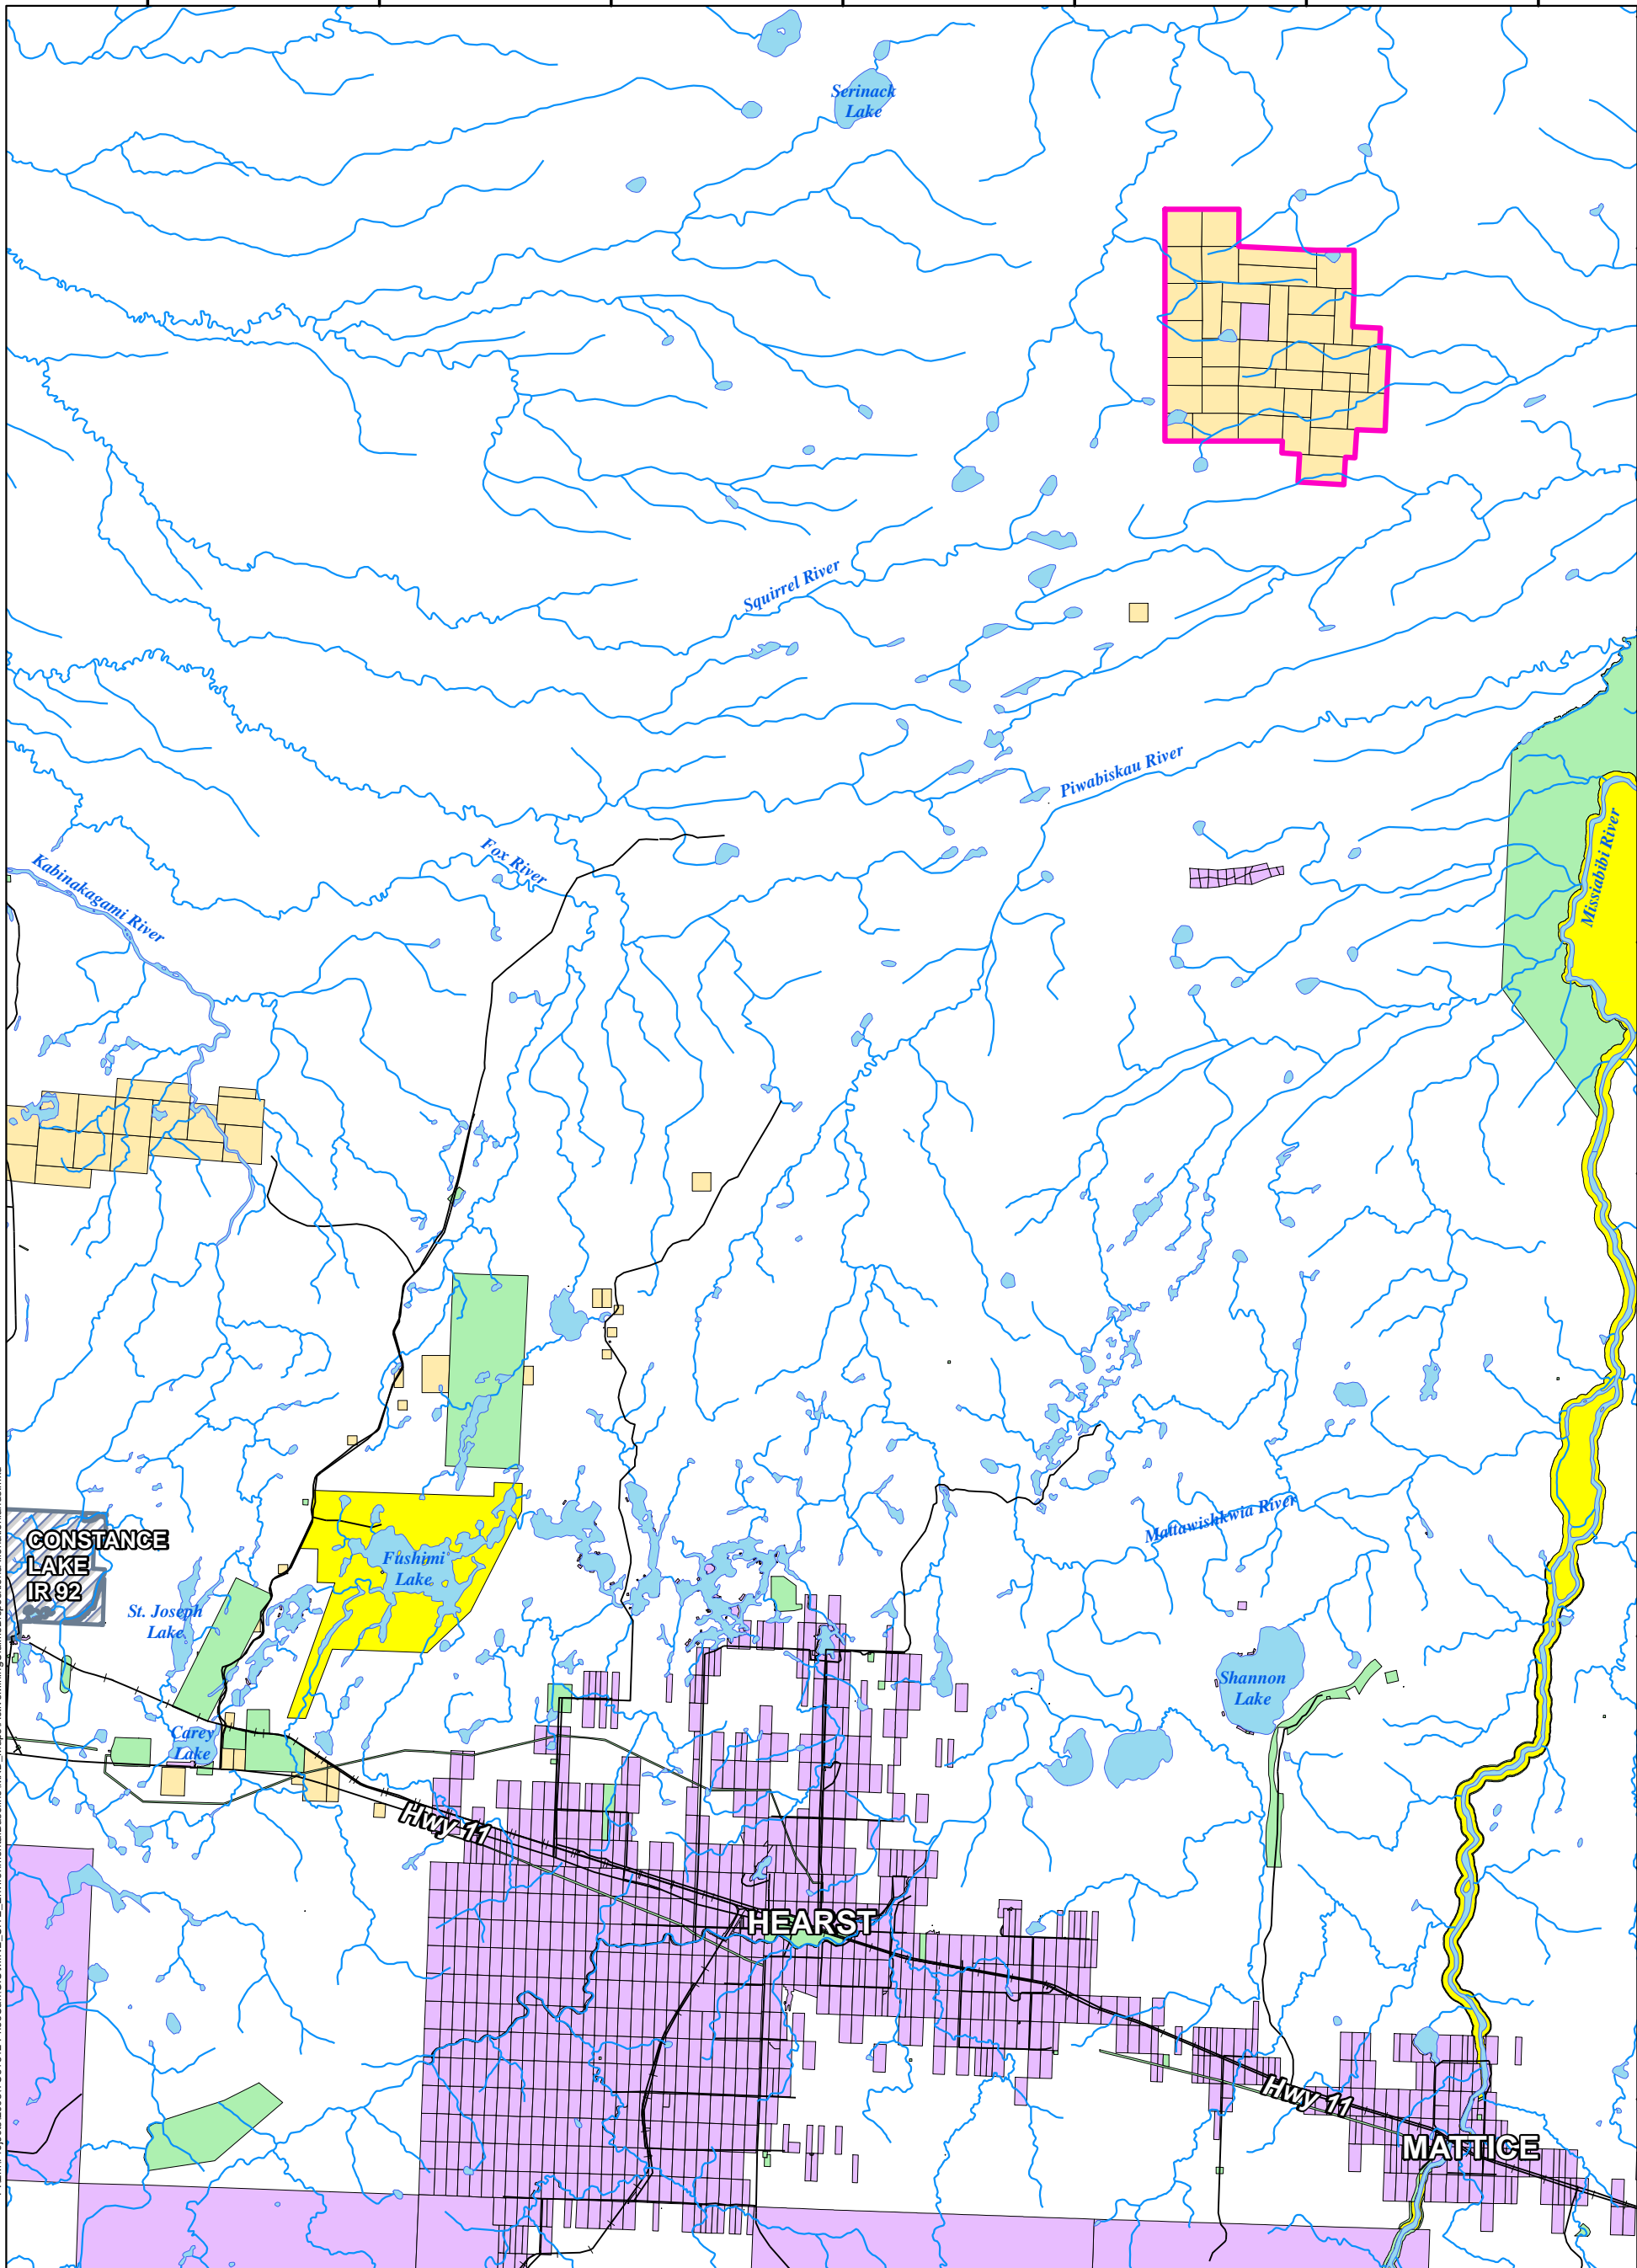 Serinack
Lake
Squirrel River
Piwabiskau River
Missiabibi River
Fox River
Kabinakagami River
Mattawishkwia River
CONSTANCE
LAKE
IR 92
Fushimi
Lake
St. Joseph
Lake
Shannon
Lake
Carey
Lake
Hwy 11
HEARST
Hwy 11
MATTICE